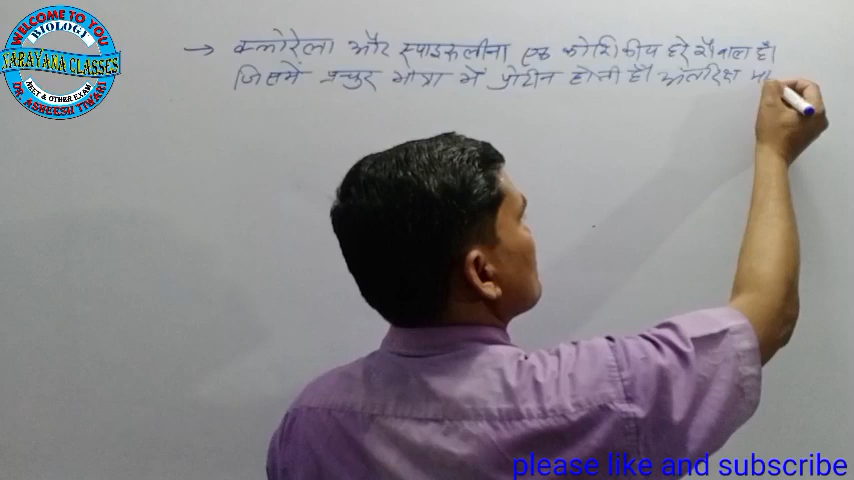 WELCOME TO YOU
BIOLOGY
NARAYANA CLASSES
NEET & OTHER EXAM
DR. ASHEESH TIWARI
→ क्लोरेला और स्पाइरुलीना एक कोशिकीय हरे शैवाल है।
जिसमें प्रचुर मात्रा में प्रोटीन होती है। अंतरिक्ष
please like and subscribe